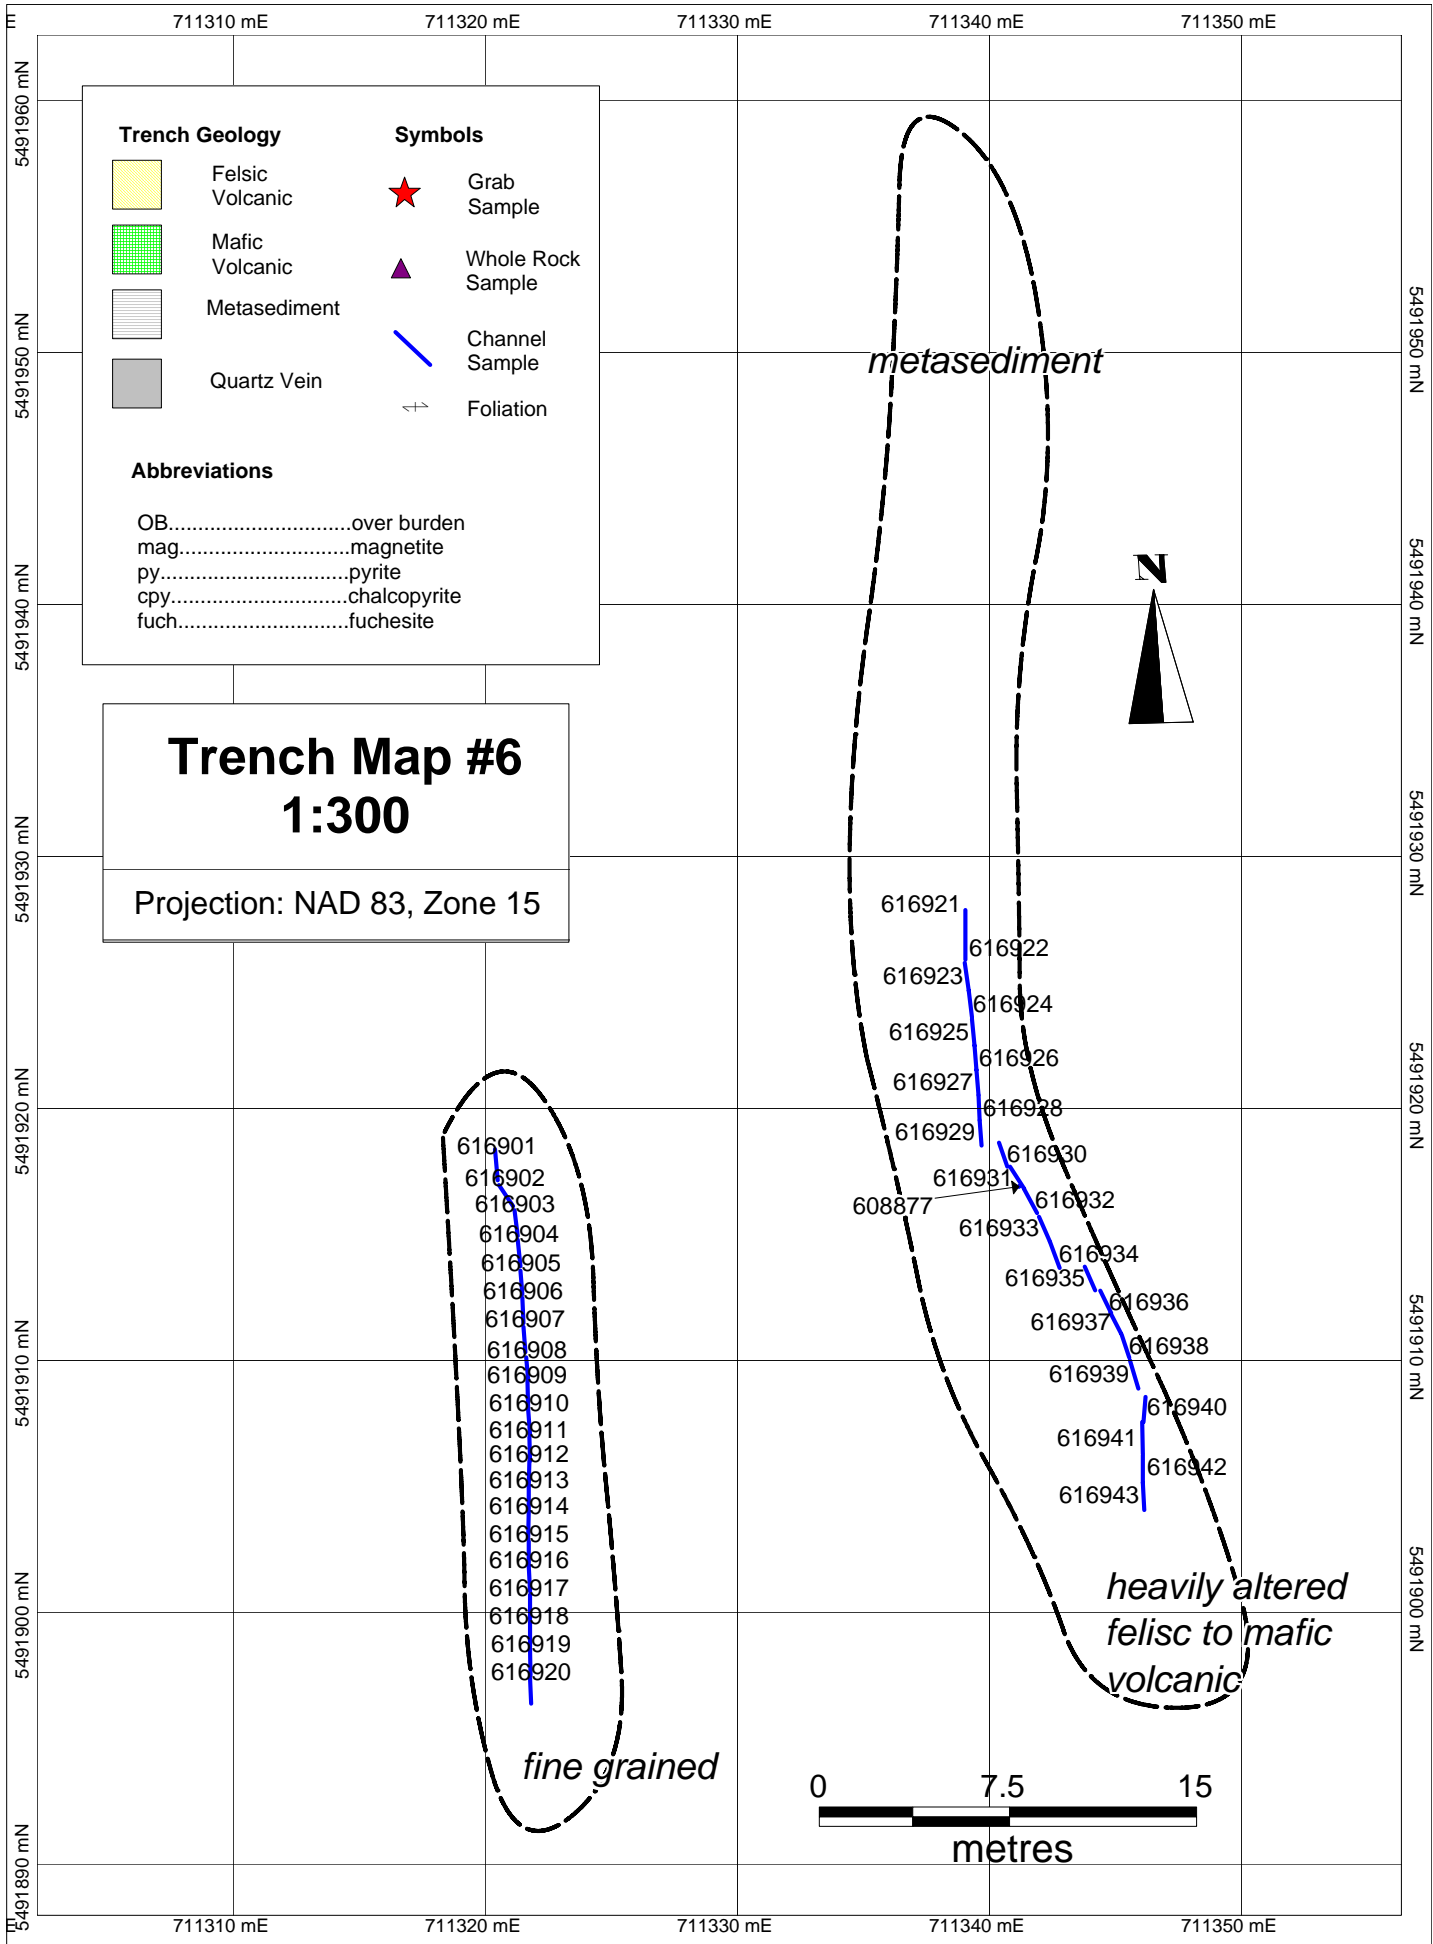 E
711310 mE
711320 mE
711330 mE
711340 mE
711350 mE
5491960 mN
5491950 mN
5491940 mN
5491930 mN
5491920 mN
5491910 mN
5491900 mN
5491890 mN
Trench Geology
Felsic
Volcanic
Mafic
Volcanic
Metasediment
Quartz Vein
Symbols
Grab
Sample
Whole Rock
Sample
Channel
Sample
Foliation
Abbreviations
OB...............................over burden
mag.............................magnetite
py................................pyrite
cpy..............................chalcopyrite
fuch.............................fuchesite
Trench Map #6
1:300
Projection: NAD 83, Zone 15
metasediment
N
616921
616922
616923
616924
616925
616926
616927
616928
616929
616930
616931
608877
616932
616933
616934
616935
616936
616937
616938
616939
616940
616941
616942
616943
616901
616902
616903
616904
616905
616906
616907
616908
616909
616910
616911
616912
616913
616914
616915
616916
616917
616918
616919
616920
heavily altered
felisc to mafic
volcanic
fine grained
0 7.5 15
metres
5491950 mN
5491940 mN
5491930 mN
5491920 mN
5491910 mN
5491900 mN
E
711310 mE
711320 mE
711330 mE
711340 mE
711350 mE